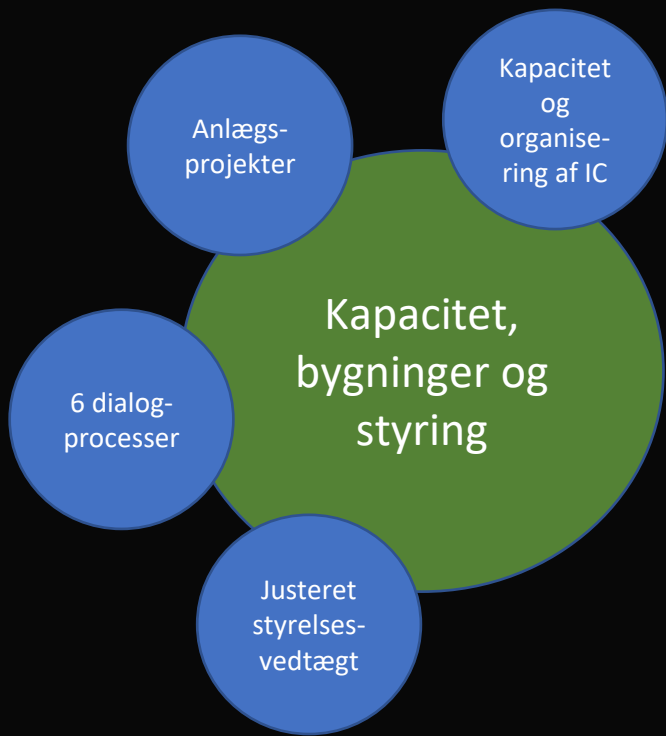 Kapacitet
og
organise-
ring af IC
Anlægs-
projekter
Kapacitet,
bygninger og
styring
6 dialog-
processer
Justeret
styrelses-
vedtægt